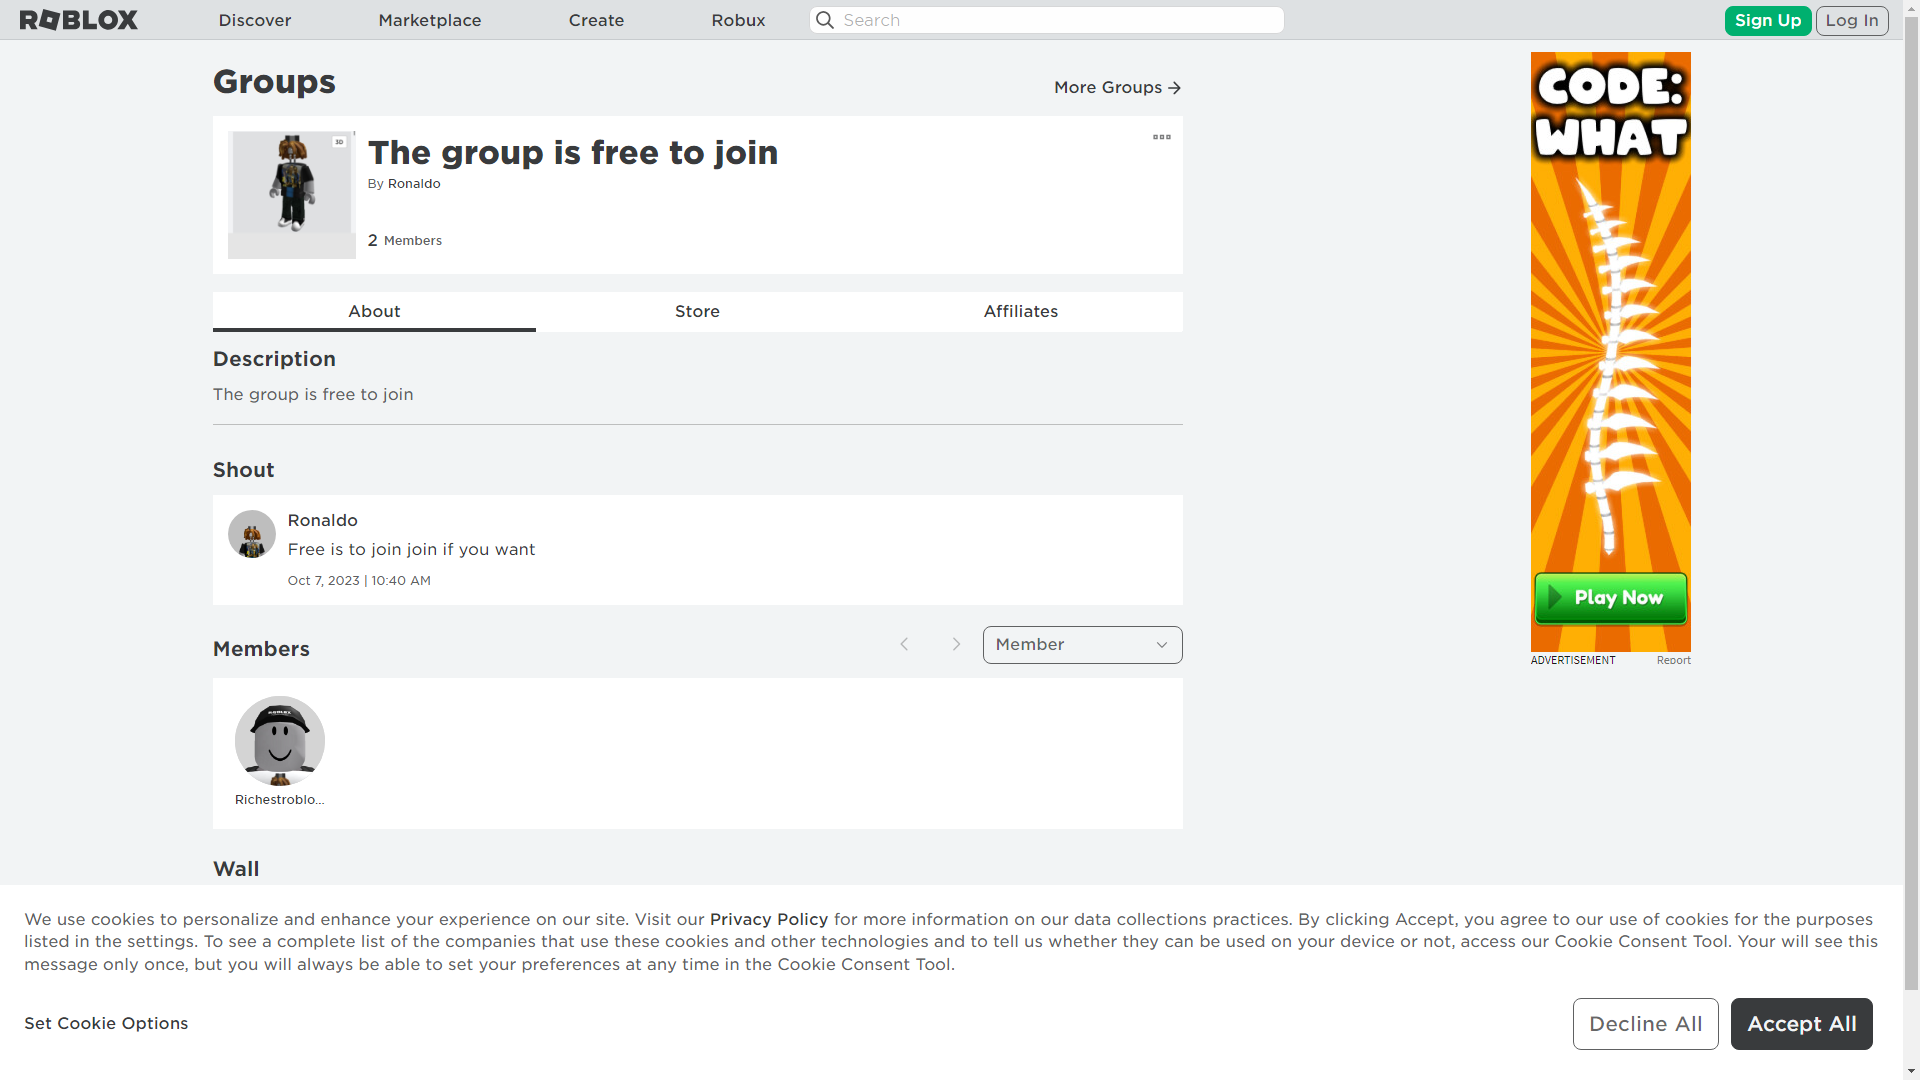 ROBLOX
Discover
Marketplace
Create
Robux
Search
Sign Up
Log In
Groups
More Groups
3D
The group is free to join
By Ronaldo
2 Members
About
Store
Affiliates
Description
The group is free to join
Shout
Ronaldo
Free is to join join if you want
Oct 7, 2023 | 10:40 AM
Members
Member
ROBLOX
Richestroblo...
Wall
CODE:
WHAT
Play Now
ADVERTISEMENT
Report
We use cookies to personalize and enhance your experience on our site. Visit our Privacy Policy for more information on our data collections practices. By clicking Accept, you agree to our use of cookies for the purposes
listed in the settings. To see a complete list of the companies that use these cookies and other technologies and to tell us whether they can be used on your device or not, access our Cookie Consent Tool. Your will see this
message only once, but you will always be able to set your preferences at any time in the Cookie Consent Tool.
Set Cookie Options
Decline All
Accept All